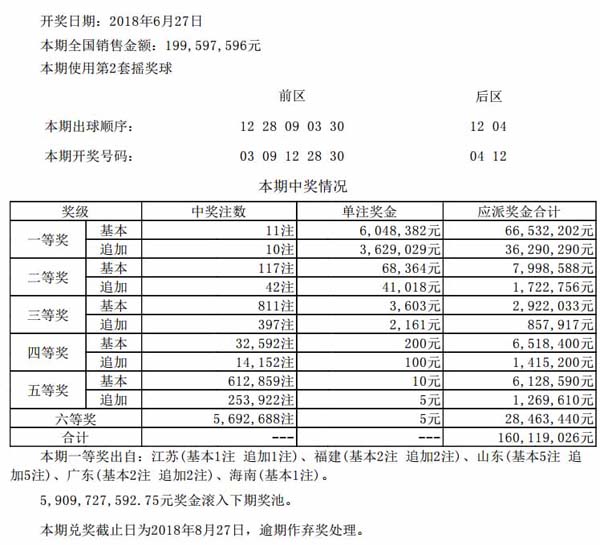 开奖日期：2018年6月27日
本期全国销售金额：199,597,596元
本期使用第2套摇奖球
前区 后区
本期出球顺序： 12 28 09 03 30 12 04
本期开奖号码： 03 09 12 28 30 04 12
本期中奖情况
奖级 中奖注数 单注奖金 应派奖金合计
一等奖 基本 11注 6,048,382元 66,532,202元
追加 10注 3,629,029元 36,290,290元
二等奖 基本 117注 68,364元 7,998,588元
追加 42注 41,018元 1,722,756元
三等奖 基本 811注 3,603元 2,922,033元
追加 397注 2,161元 857,917元
四等奖 基本 32,592注 200元 6,518,400元
追加 14,152注 100元 1,415,200元
五等奖 基本 612,859注 10元 6,128,590元
追加 253,922注 5元 1,269,610元
六等奖 5,692,688注 5元 28,463,440元
合计 --- --- 160,119,026元
本期一等奖出自：江苏(基本1注 追加1注)、福建(基本2注 追加2注)、山东(基本5注 追
加5注)、广东(基本2注 追加2注)、海南(基本1注)。
5,909,727,592.75元奖金滚入下期奖池。
本期兑奖截止日为2018年8月27日，逾期作弃奖处理。